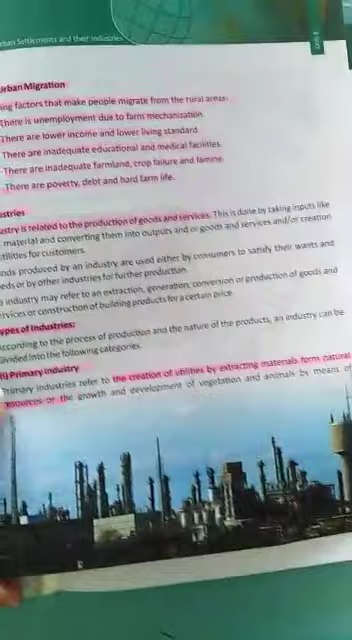 rban Settlements and their Industries
Unit 4
Urban Migration
ing factors that make people migrate from the rural areas:
There is unemployment due to farm mechanization.
There are lower income and lower living standard
There are inadequate educational and medical facilities.
There are inadequate farmland, crop failure and famine.
There are poverty, debt and hard farm life.
stries
ustry is related to the production of goods and services. This is done by taking inputs like
material and converting them into outputs and or goods and services and/or creation
utilities for customers.
ods produced by an industry are used either by consumers to satisfy their wants and
eeds or by other industries for further production.
industry may refer to an extraction, generation, conversion or production of goods and
ervices or construction of building products for a certain price.
ypes of Industries:
According to the process of production and the nature of the products, an industry can be
divided into the following categories.
(i) Primary Industry
Primary industries refer to the creation of utilities by extracting materials form natural
resources or the growth and development of vegetation and animals by means of